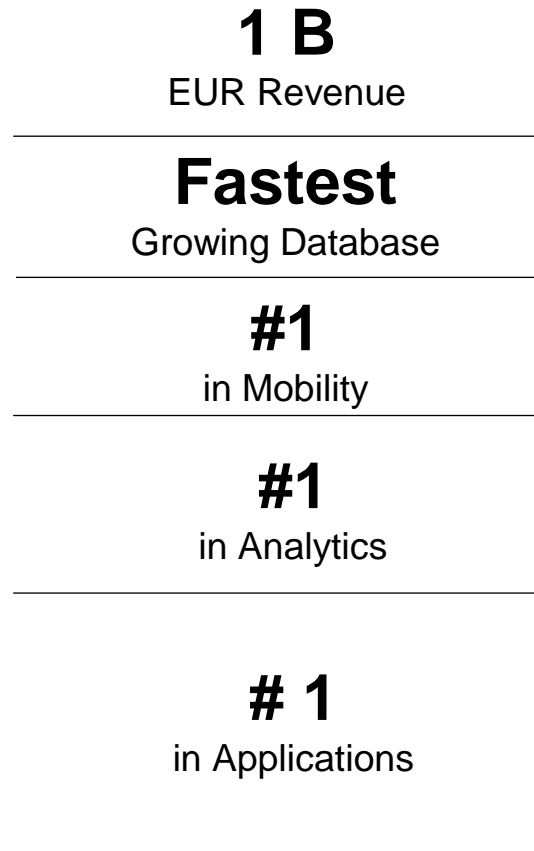 1 B
EUR Revenue
Fastest
Growing Database
#1
in Mobility
#1
in Analytics
# 1
in Applications